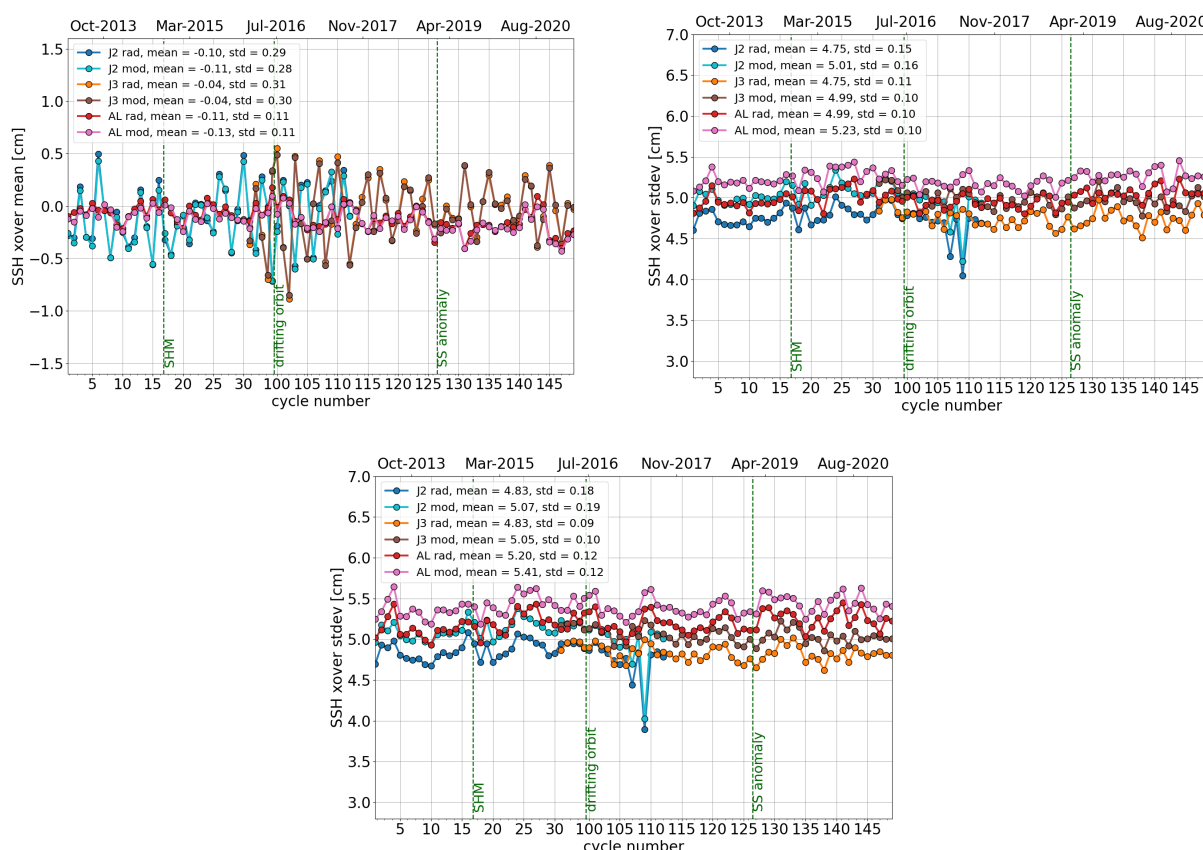 Oct-2013 Mar-2015 Jul-2016 Nov-2017 Apr-2019 Aug-2020
J2 rad, mean = -0.10, std = 0.29
J2 mod, mean = -0.11, std = 0.28
J3 rad, mean = -0.04, std = 0.31
J3 mod, mean = -0.04, std = 0.30
AL rad, mean = -0.11, std = 0.11
AL mod, mean = -0.13, std = 0.11
SSH xover mean [cm]
1.5
1.0
0.5
0.0
−0.5
−1.0
−1.5
SHM
drifting orbit
SS anomaly
5 10 15 20 25 30 100 105 110 115 120 125 130 135 140 145
cycle number
Oct-2013 Mar-2015 Jul-2016 Nov-2017 Apr-2019 Aug-2020
J2 rad, mean = 4.75, std = 0.15
J2 mod, mean = 5.01, std = 0.16
J3 rad, mean = 4.75, std = 0.11
J3 mod, mean = 4.99, std = 0.10
AL rad, mean = 4.99, std = 0.10
AL mod, mean = 5.23, std = 0.10
SSH xover stdev [cm]
7.0
6.5
6.0
5.5
5.0
4.5
4.0
3.5
3.0
SHM
drifting orbit
SS anomaly
5 10 15 20 25 30 100 105 110 115 120 125 130 135 140 145
cycle number
Oct-2013 Mar-2015 Jul-2016 Nov-2017 Apr-2019 Aug-2020
J2 rad, mean = 4.83, std = 0.18
J2 mod, mean = 5.07, std = 0.19
J3 rad, mean = 4.83, std = 0.09
J3 mod, mean = 5.05, std = 0.10
AL rad, mean = 5.20, std = 0.12
AL mod, mean = 5.41, std = 0.12
SSH xover stdev [cm]
7.0
6.5
6.0
5.5
5.0
4.5
4.0
3.5
3.0
SHM
drifting orbit
SS anomaly
5 10 15 20 25 30 100 105 110 115 120 125 130 135 140 145
cycle number